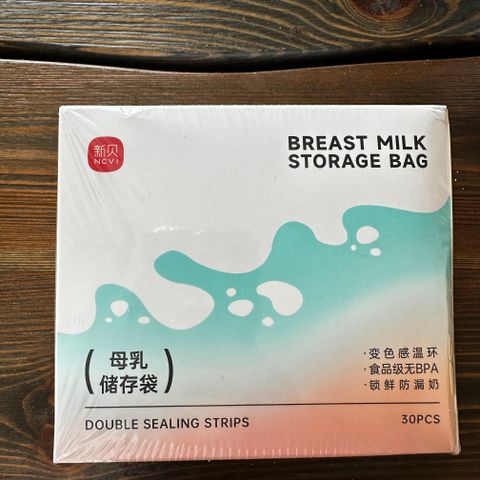 新贝
NCVI
BREAST MILK
STORAGE BAG
母乳
储存袋
·变色感温环
·食品级无BPA
·锁鲜防漏奶
DOUBLE SEALING STRIPS
30PCS